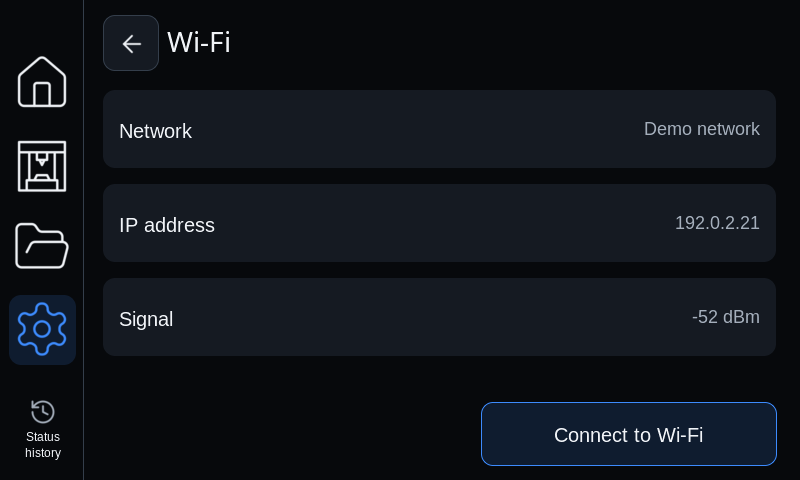 Wi-Fi
Network
Demo network
IP address
192.0.2.21
Signal
-52 dBm
Status
history
Connect to Wi-Fi